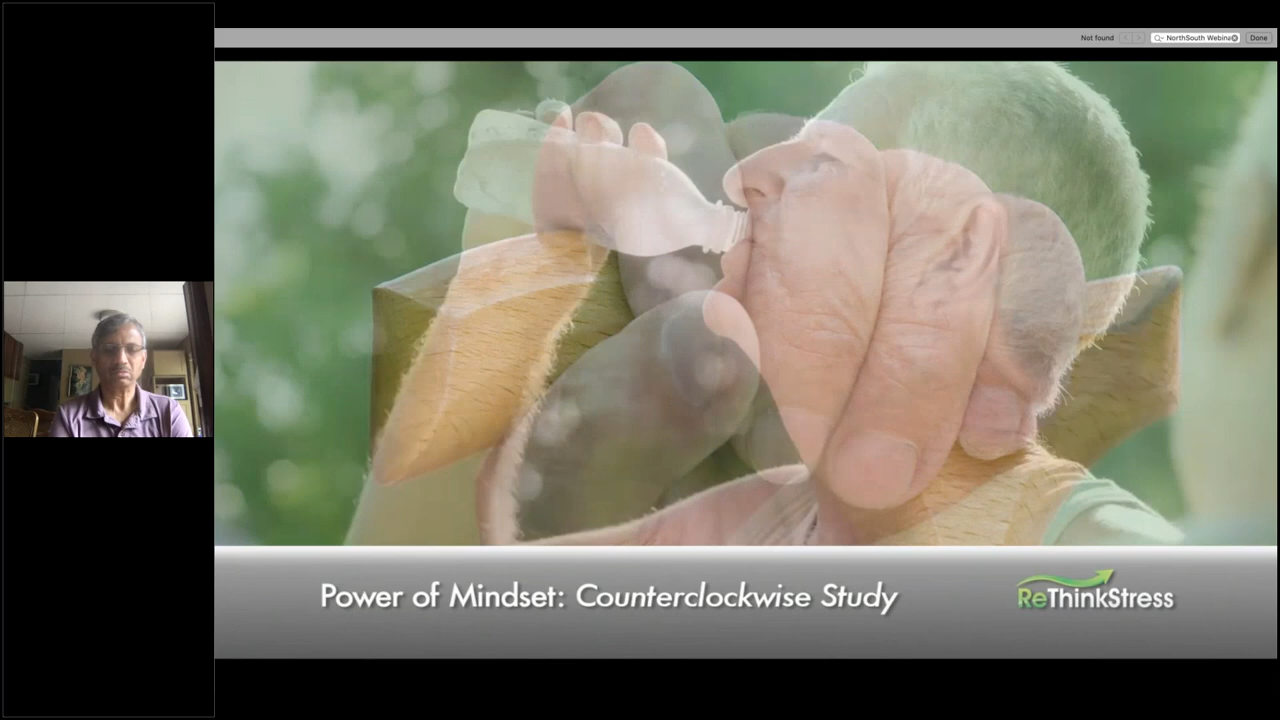 Not found
NorthSouth Webina
Done
Power of Mindset: Counterclockwise Study
ReThinkStress